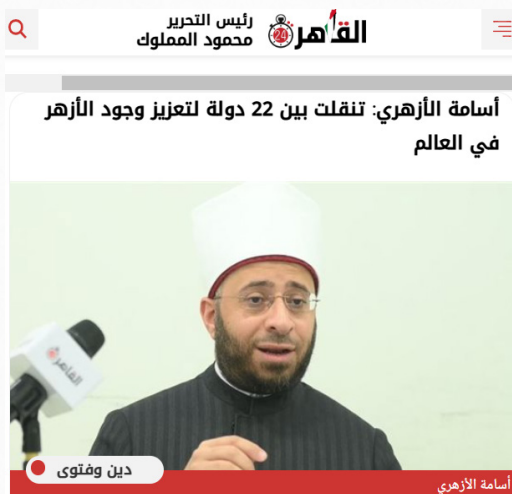 القاهرة 24
رئيس التحرير
محمود المملوك
أسامة الأزهري: تنقلت بين 22 دولة لتعزيز وجود الأزهر
في العالم
القاهرة
دين وفتوى
أسامة الأزهري